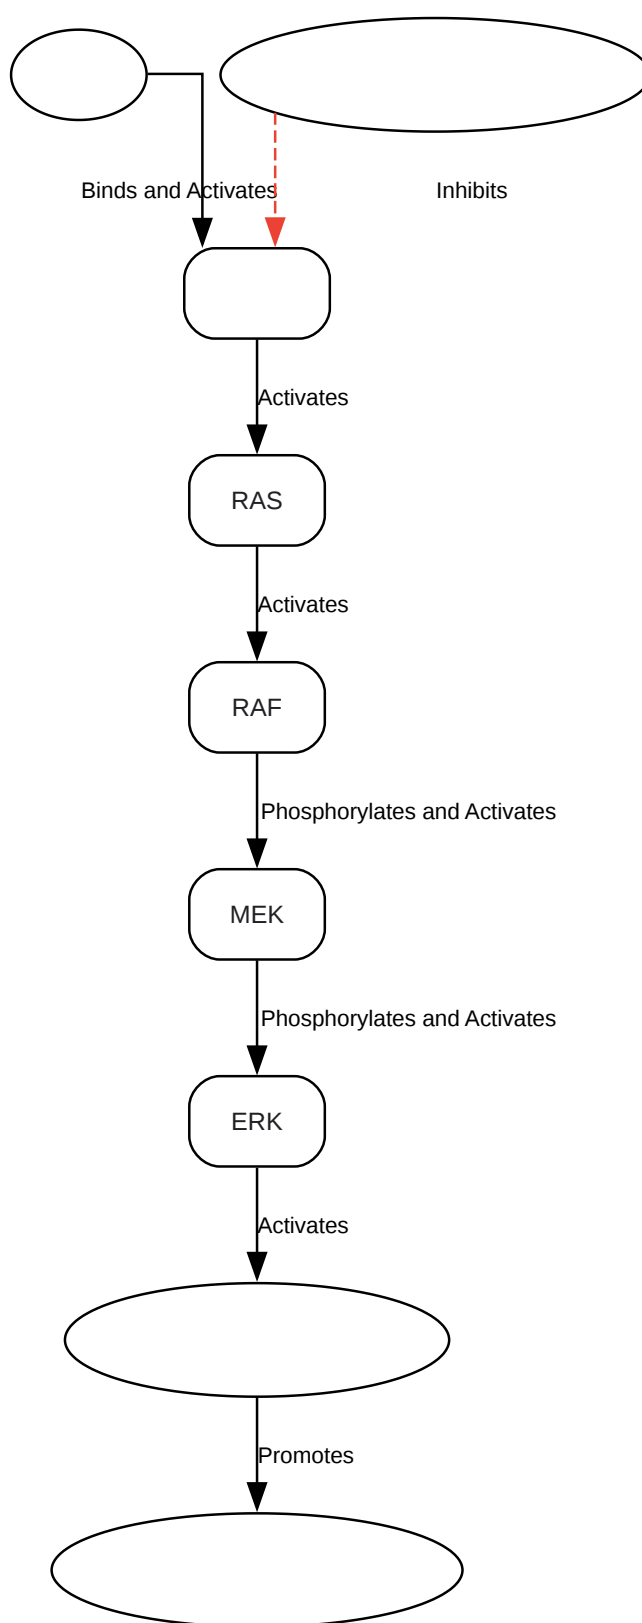 Binds and Activates
Inhibits
Activates
RAS
Activates
RAF
Phosphorylates and Activates
MEK
Phosphorylates and Activates
ERK
Activates
Promotes